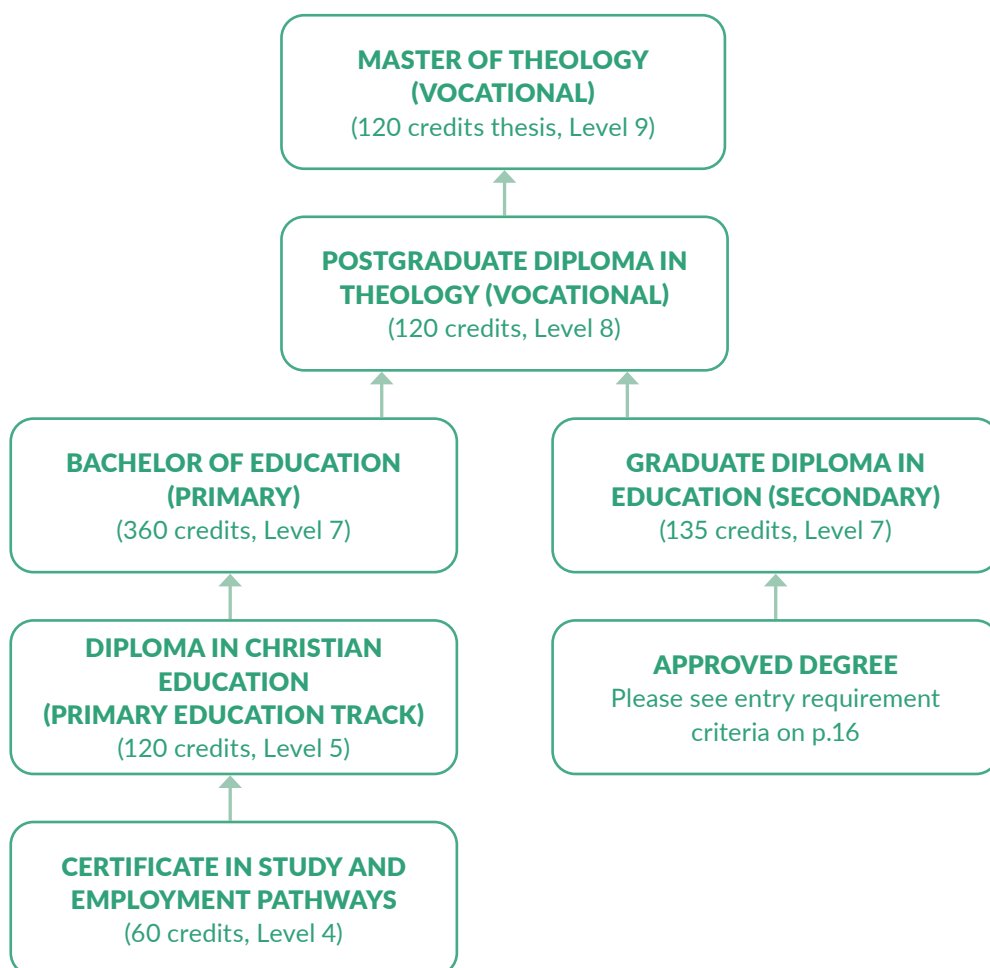 MASTER OF THEOLOGY
(VOCATIONAL)
(120 credits thesis, Level 9)
POSTGRADUATE DIPLOMA IN
THEOLOGY (VOCATIONAL)
(120 credits, Level 8)
BACHELOR OF EDUCATION
(PRIMARY)
(360 credits, Level 7)
GRADUATE DIPLOMA IN
EDUCATION (SECONDARY)
(135 credits, Level 7)
DIPLOMA IN CHRISTIAN
EDUCATION
(PRIMARY EDUCATION TRACK)
(120 credits, Level 5)
APPROVED DEGREE
Please see entry requirement
criteria on p.16
CERTIFICATE IN STUDY AND
EMPLOYMENT PATHWAYS
(60 credits, Level 4)